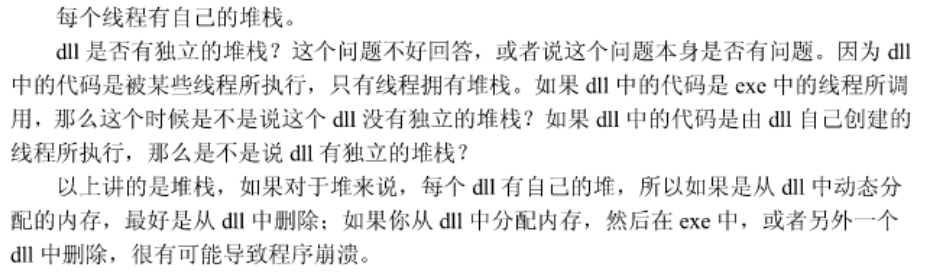 每个线程有自己的堆栈。
dll 是否有独立的堆栈？这个问题不好回答，或者说这个问题本身是否有问题。因为 dll
中的代码是被某些线程所执行，只有线程拥有堆栈。如果 dll 中的代码是 exe 中的线程所调
用，那么这个时候是不是说这个 dll 没有独立的堆栈？如果 dll 中的代码是由 dll 自己创建的
线程所执行，那么是不是说 dll 有独立的堆栈？
以上讲的是堆栈，如果对于堆来说，每个 dll 有自己的堆，所以如果是从 dll 中动态分
配的内存，最好是从 dll 中删除；如果你从 dll 中分配内存，然后在 exe 中，或者另外一个
dll 中删除，很有可能导致程序崩溃。